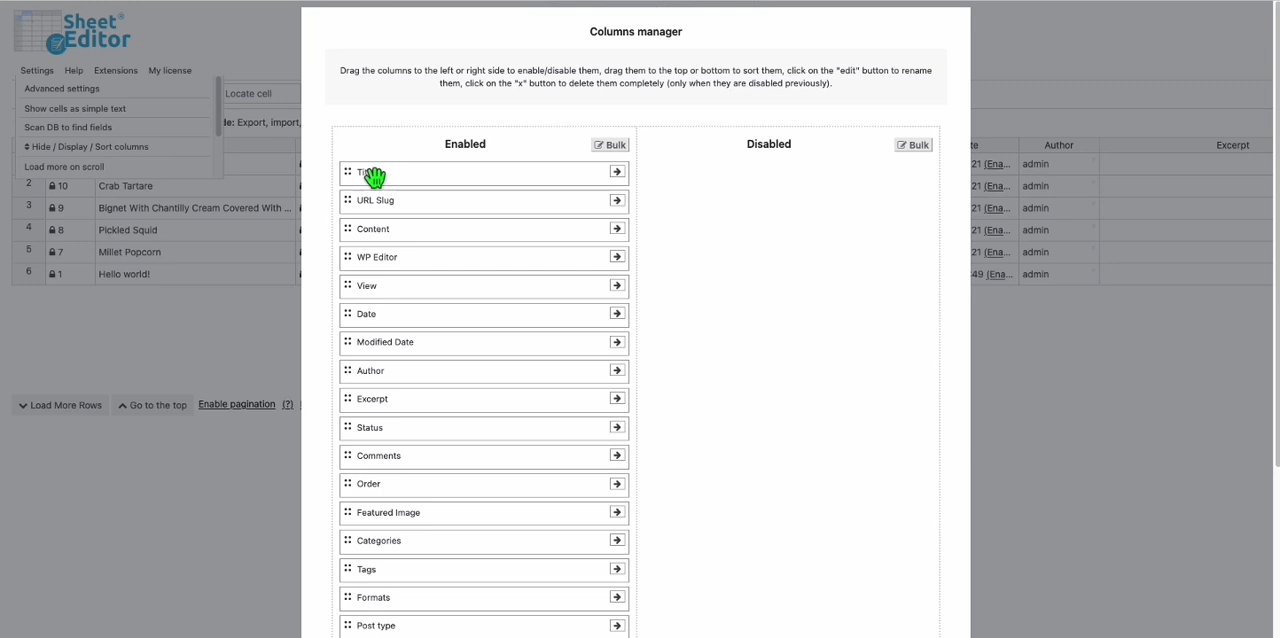 Sheet
Editor
Settings Help Extensions My license
Advanced settings
Show cells as simple text
Scan DB to find fields
Hide / Display / Sort columns
Load more on scroll
Locate cell
Export, import,
2 10 Crab Tartare
3 9 Bignet With Chantilly Cream Covered With ...
4 8 Pickled Squid
5 7 Millet Popcorn
6 1 Hello world!
Load More Rows Go to the top Enable pagination (?)
Columns manager
Drag the columns to the left or right side to enable/disable them, drag them to the top or bottom to sort them, click on the "edit" button to rename
them, click on the "x" button to delete them completely (only when they are disabled previously).
Enabled Bulk
URL Slug
Content
WP Editor
View
Date
Modified Date
Author
Excerpt
Status
Comments
Order
Featured Image
Categories
Tags
Formats
Post type
Disabled Bulk
Author Excerpt
21 (Ena... admin
21 (Ena... admin
21 (Ena... admin
21 (Ena... admin
21 (Ena... admin
:49 (Ena... admin